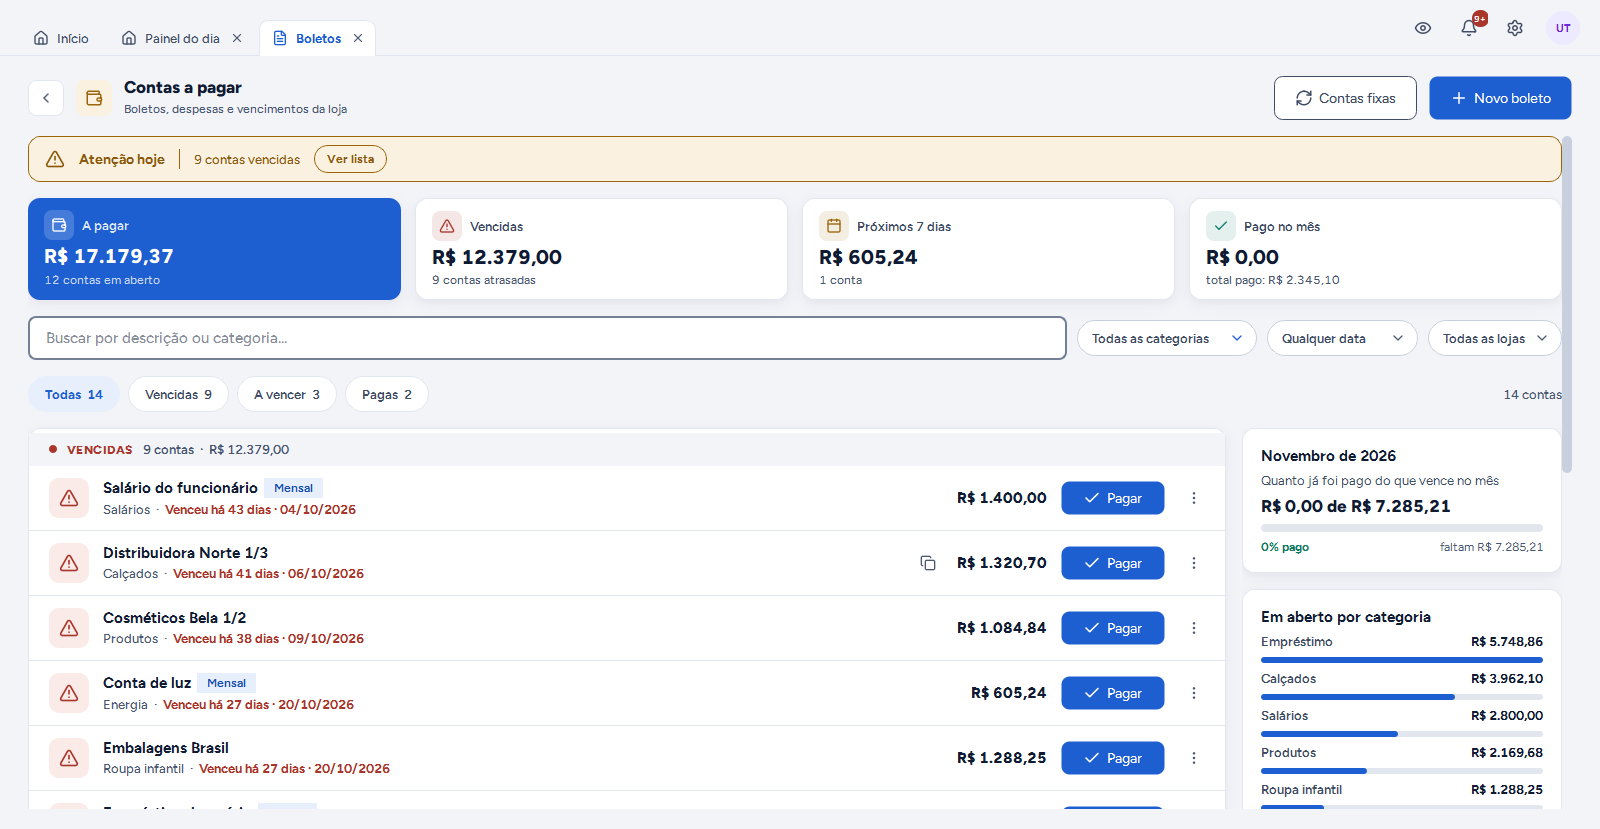 Início
Painel do dia
Boletos
9+
UT
Contas a pagar
Boletos, despesas e vencimentos da loja
Contas fixas
Novo boleto
Atenção hoje
9 contas vencidas
Ver lista
A pagar
R$ 17.179,37
12 contas em aberto
Vencidas
R$ 12.379,00
9 contas atrasadas
Próximos 7 dias
R$ 605,24
1 conta
Pago no mês
R$ 0,00
total pago: R$ 2.345,10
Buscar por descrição ou categoria...
Todas as categorias
Qualquer data
Todas as lojas
Todas 14
Vencidas 9
A vencer 3
Pagas 2
14 contas
VENCIDAS 9 contas · R$ 12.379,00
Salário do funcionário Mensal
Salários · Venceu há 43 dias · 04/10/2026
R$ 1.400,00
Pagar
Distribuidora Norte 1/3
Calçados · Venceu há 41 dias · 06/10/2026
R$ 1.320,70
Pagar
Cosméticos Bela 1/2
Produtos · Venceu há 38 dias · 09/10/2026
R$ 1.084,84
Pagar
Conta de luz Mensal
Energia · Venceu há 27 dias · 20/10/2026
R$ 605,24
Pagar
Embalagens Brasil
Roupa infantil · Venceu há 27 dias · 20/10/2026
R$ 1.288,25
Pagar
Novembro de 2026
Quanto já foi pago do que vence no mês
R$ 0,00 de R$ 7.285,21
0% pago
faltam R$ 7.285,21
Em aberto por categoria
Empréstimo R$ 5.748,86
Calçados R$ 3.962,10
Salários R$ 2.800,00
Produtos R$ 2.169,68
Roupa infantil R$ 1.288,25